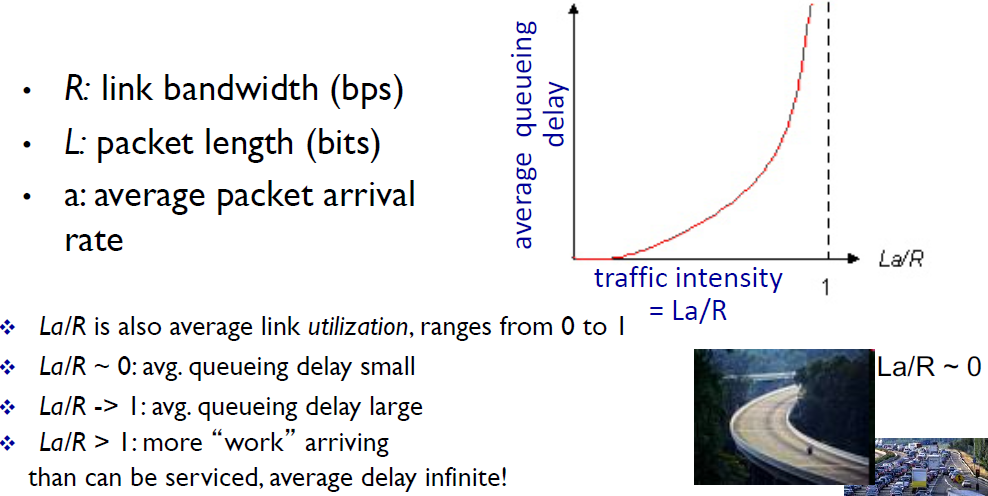 • R: link bandwidth (bps)
• L: packet length (bits)
• a: average packet arrival
rate
average queueing
delay
La/R
traffic intensity
= La/R
1
❖ La/R is also average link utilization, ranges from 0 to 1
❖ La/R ~ 0: avg. queueing delay small
❖ La/R -> 1: avg. queueing delay large
❖ La/R > 1: more “work” arriving
than can be serviced, average delay infinite!
La/R ~ 0